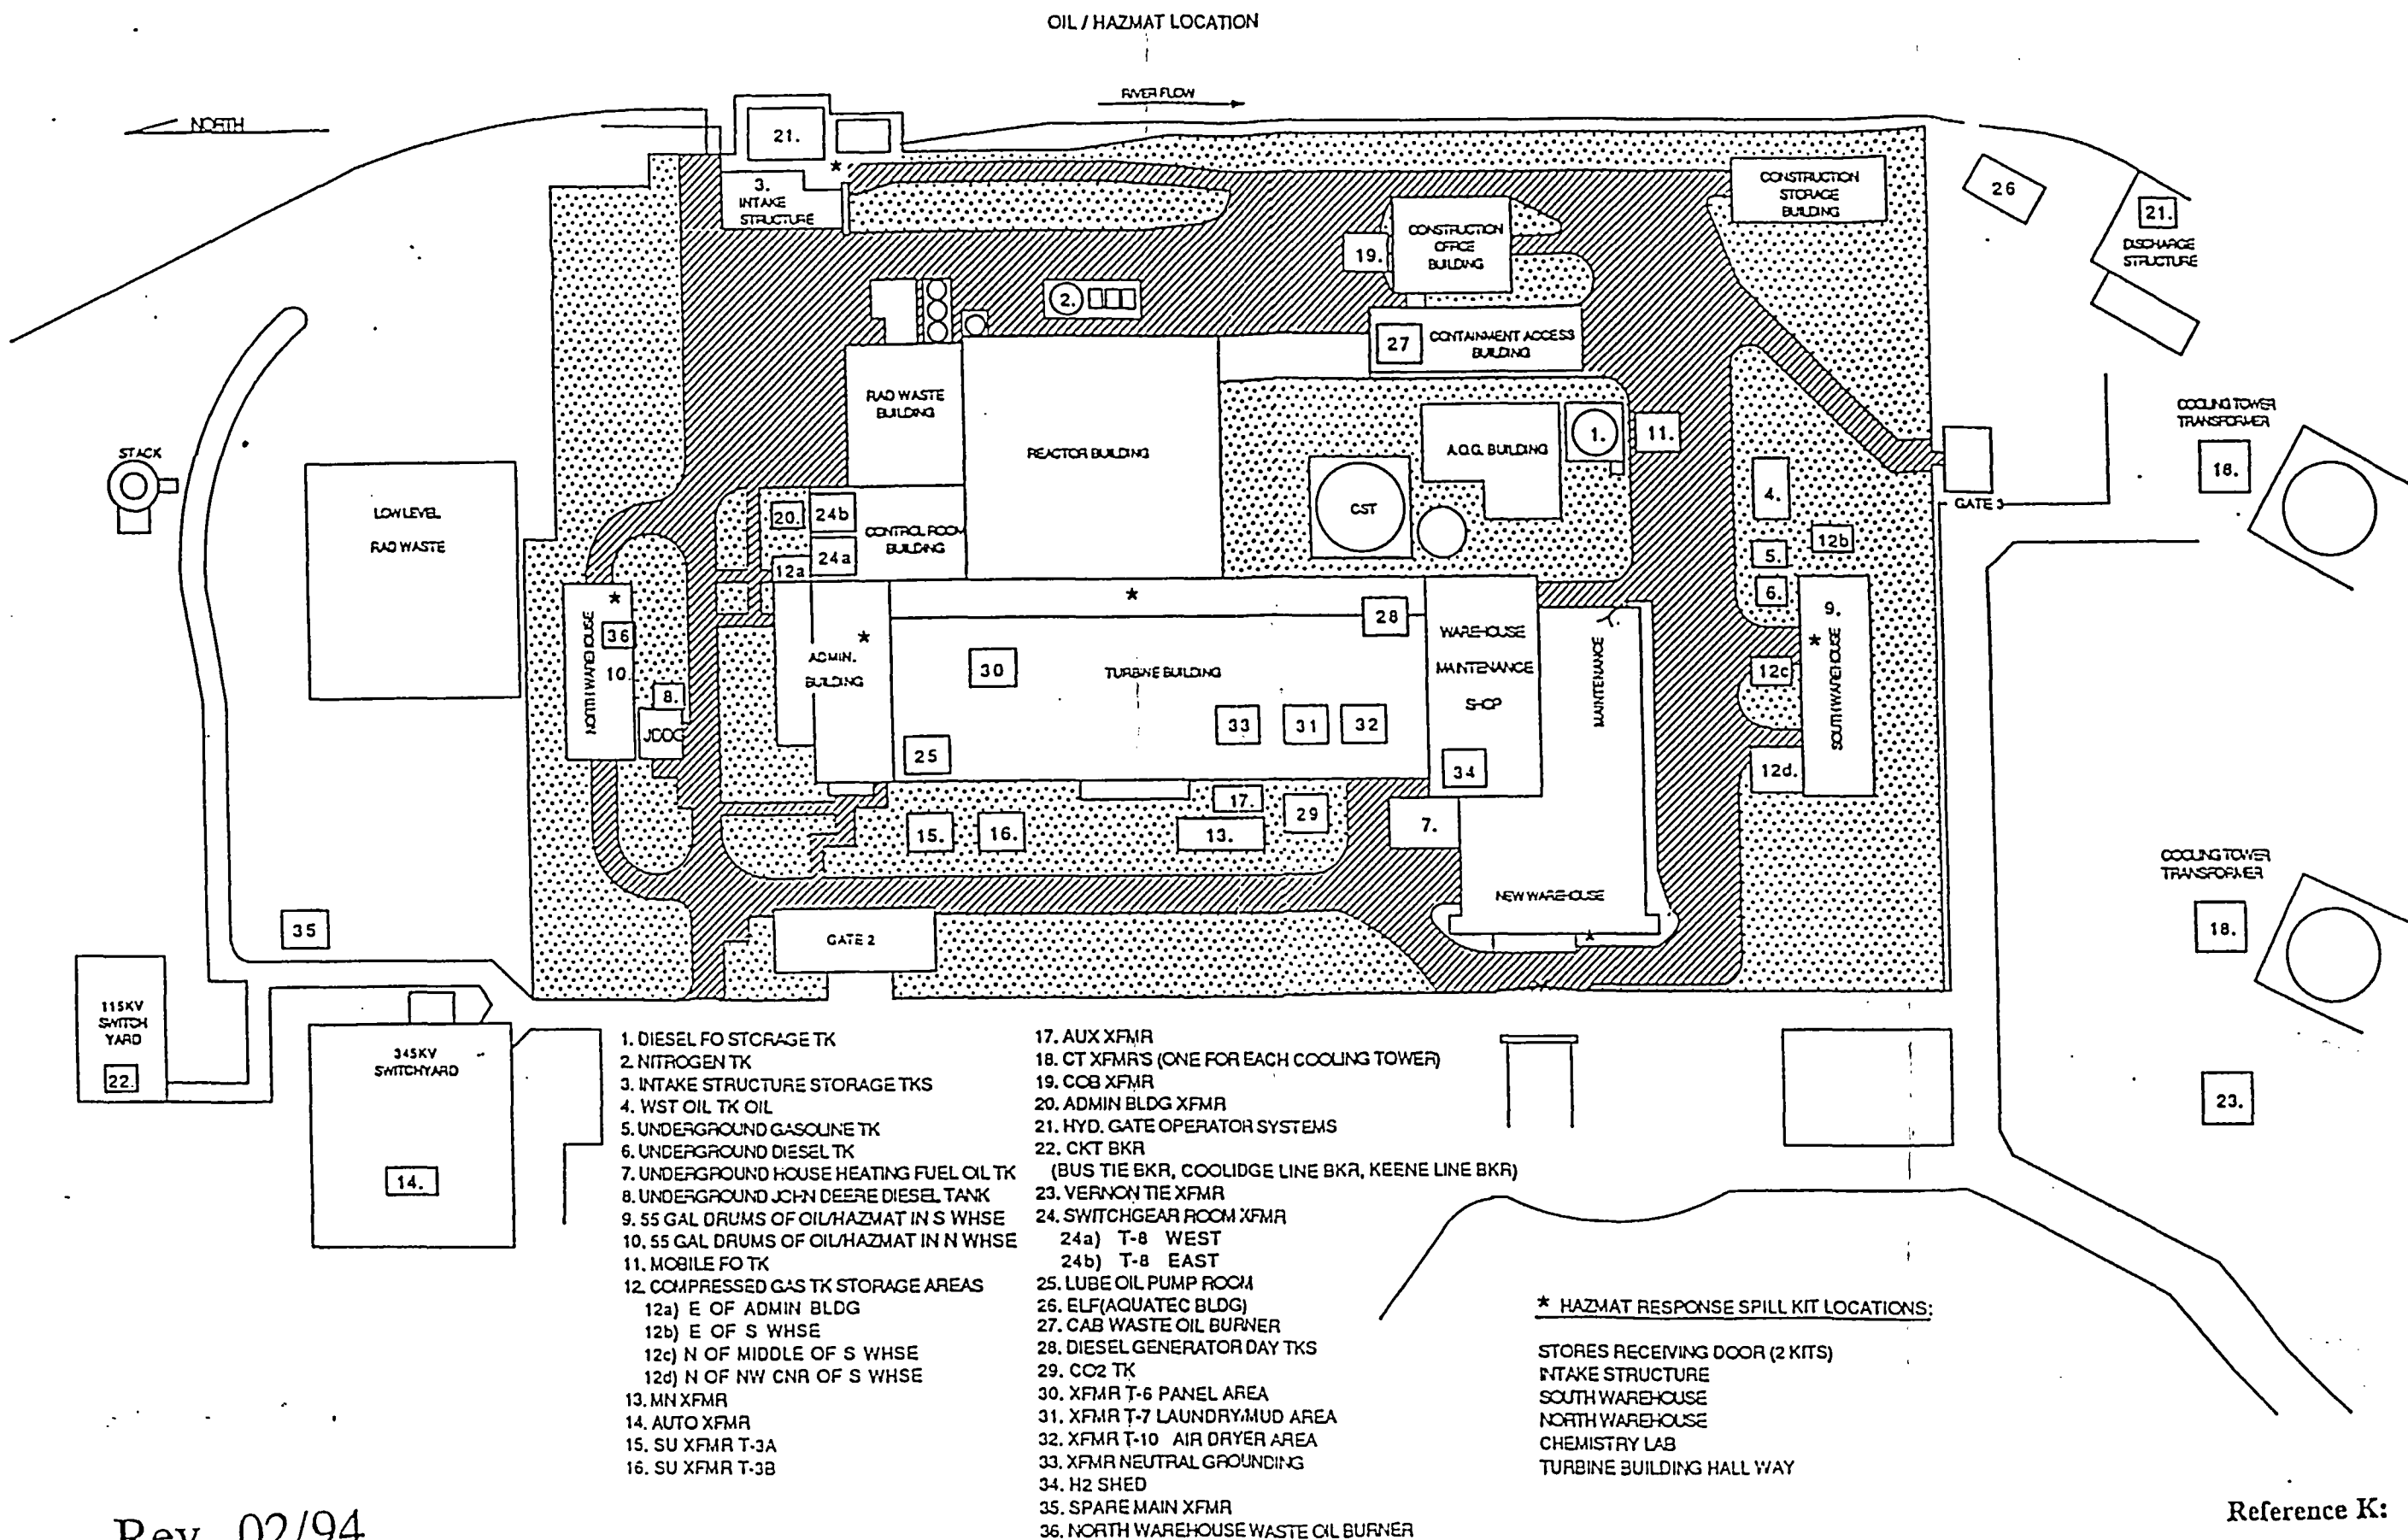 OIL / HAZMAT LOCATION
RIVER FLOW
NORTH
21.
3.
INTAKE
STRUCTURE
*
CONSTRUCTION
STORAGE
BUILDING
26
21.
DISCHARGE
STRUCTURE
CONSTRUCTION
OFFICE
BUILDING
19.
2.
27
CONTAINMENT ACCESS
BUILDING
RAD WASTE
BUILDING
REACTOR BUILDING
A.O.G. BUILDING
1.
11.
COOLING TOWER
TRANSFORMER
18.
STACK
LOW LEVEL
RAD WASTE
20.
24b
24a
12a
CONTROL ROOM
BUILDING
CST
4.
GATE 3
12b
5.
6.
NORTH WAREHOUSE
*
36
10.
8.
JDDG
ADMIN.
BUILDING
*
*
28
30
TURBINE BUILDING
33
31
32
25
WAREHOUSE
MAINTENANCE
SHOP
34
MAINTENANCE
9.
*
SOUTH WAREHOUSE
12c
12d.
15.
16.
17.
13.
29
7.
NEW WAREHOUSE
*
GATE 2
COOLING TOWER
TRANSFORMER
18.
23.
35
115KV
SWITCH
YARD
22.
345KV
SWITCHYARD
14.
1. DIESEL FO STORAGE TK
2. NITROGEN TK
3. INTAKE STRUCTURE STORAGE TKS
4. WST OIL TK OIL
5. UNDERGROUND GASOLINE TK
6. UNDERGROUND DIESEL TK
7. UNDERGROUND HOUSE HEATING FUEL OIL TK
8. UNDERGROUND JOHN DEERE DIESEL TANK
9. 55 GAL DRUMS OF OIL/HAZMAT IN S WHSE
10. 55 GAL DRUMS OF OIL/HAZMAT IN N WHSE
11. MOBILE FO TK
12. COMPRESSED GAS TK STORAGE AREAS
12a) E OF ADMIN BLDG
12b) E OF S WHSE
12c) N OF MIDDLE OF S WHSE
12d) N OF NW CNR OF S WHSE
13. MN XFMR
14. AUTO XFMR
15. SU XFMR T-3A
16. SU XFMR T-3B
17. AUX XFMR
18. CT XFMR'S (ONE FOR EACH COOLING TOWER)
19. COB XFMR
20. ADMIN BLDG XFMR
21. HYD. GATE OPERATOR SYSTEMS
22. CKT BKR
(BUS TIE BKR, COOLIDGE LINE BKR, KEENE LINE BKR)
23. VERNON TIE XFMR
24. SWITCHGEAR ROOM XFMR
24a) T-8 WEST
24b) T-8 EAST
25. LUBE OIL PUMP ROOM
26. ELF(AQUATEC BLDG)
27. CAB WASTE OIL BURNER
28. DIESEL GENERATOR DAY TKS
29. CO2 TK
30. XFMR T-6 PANEL AREA
31. XFMR T-7 LAUNDRY/MUD AREA
32. XFMR T-10 AIR DRYER AREA
33. XFMR NEUTRAL GROUNDING
34. H2 SHED
35. SPARE MAIN XFMR
36. NORTH WAREHOUSE WASTE OIL BURNER
* HAZMAT RESPONSE SPILL KIT LOCATIONS:
STORES RECEIVING DOOR (2 KITS)
INTAKE STRUCTURE
SOUTH WAREHOUSE
NORTH WAREHOUSE
CHEMISTRY LAB
TURBINE BUILDING HALL WAY
Rev. 02/94
Reference K: